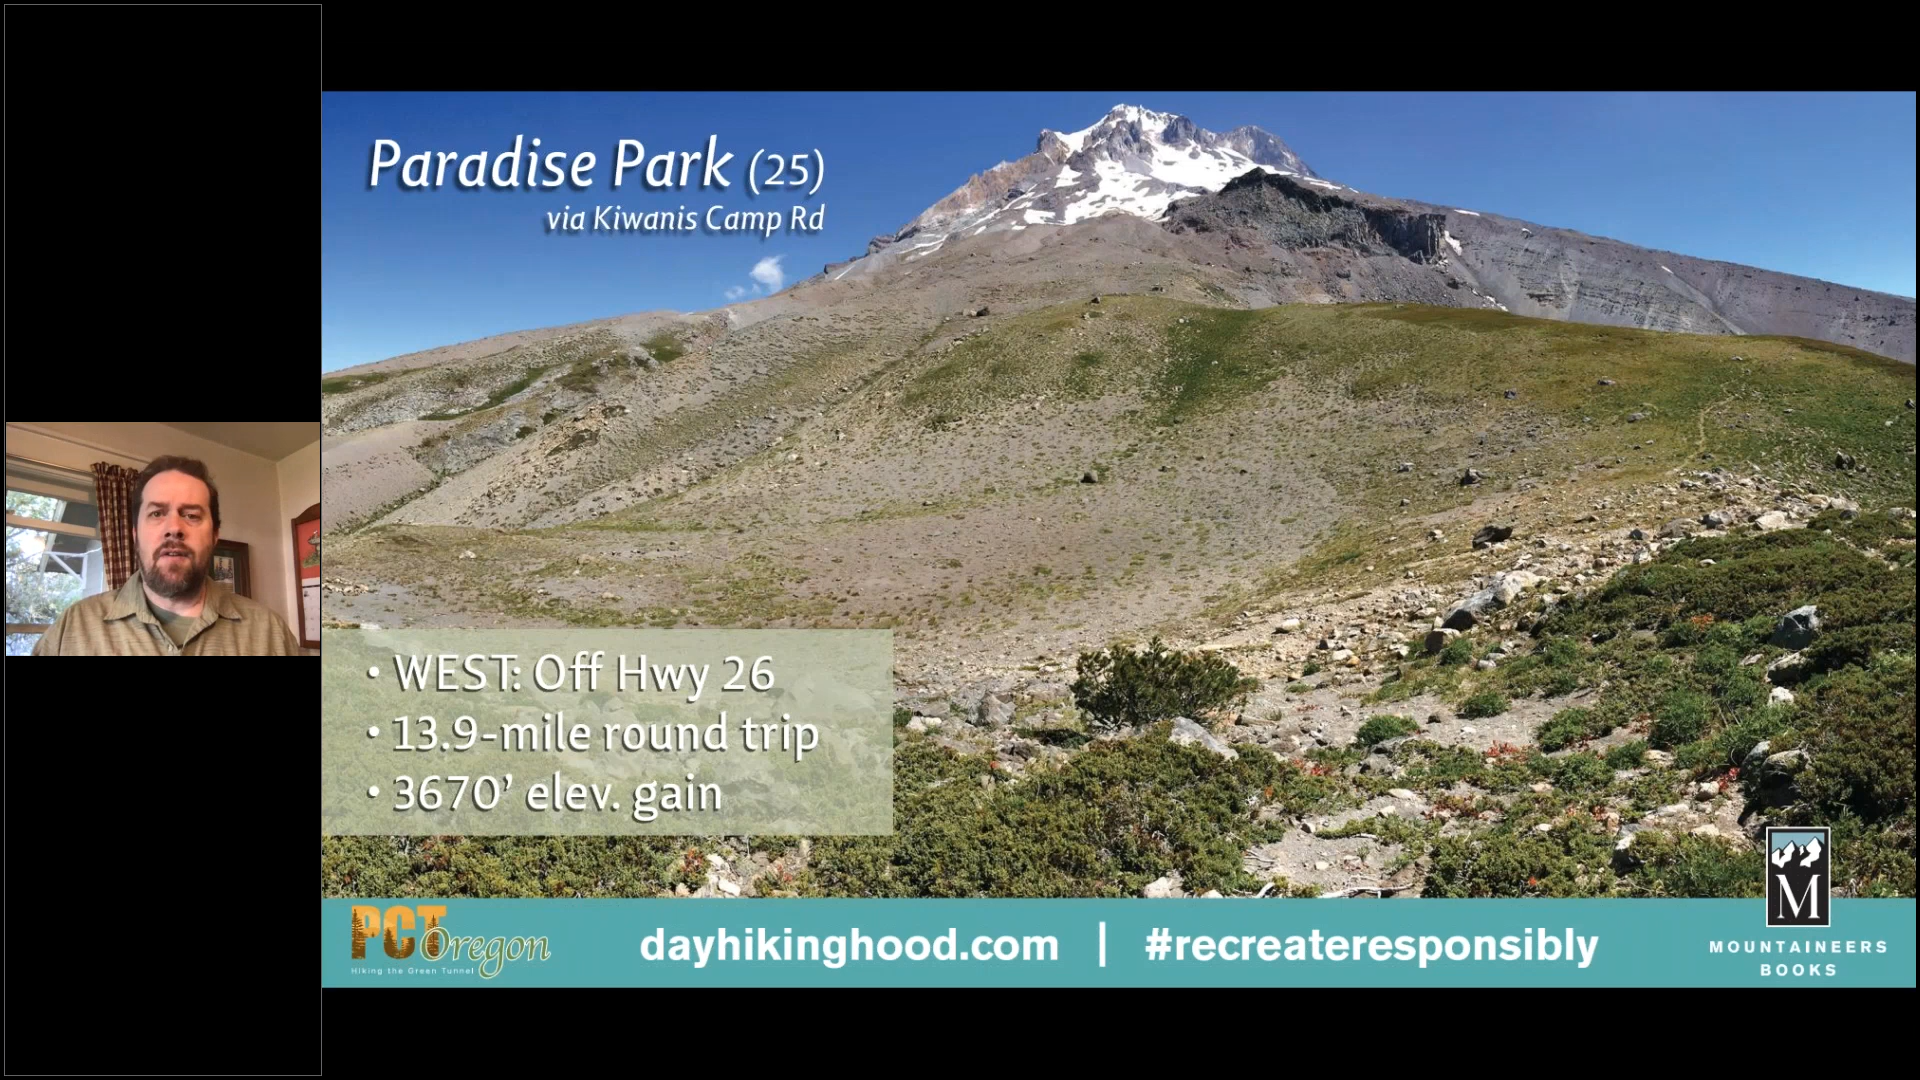 Paradise Park (25)
via Kiwanis Camp Rd
• WEST: Off Hwy 26
• 13.9-mile round trip
• 3670’ elev. gain
PCT Oregon
Hiking the Green Tunnel
dayhikinghood.com | #recreateresponsibly
M
MOUNTAINEERS
BOOKS